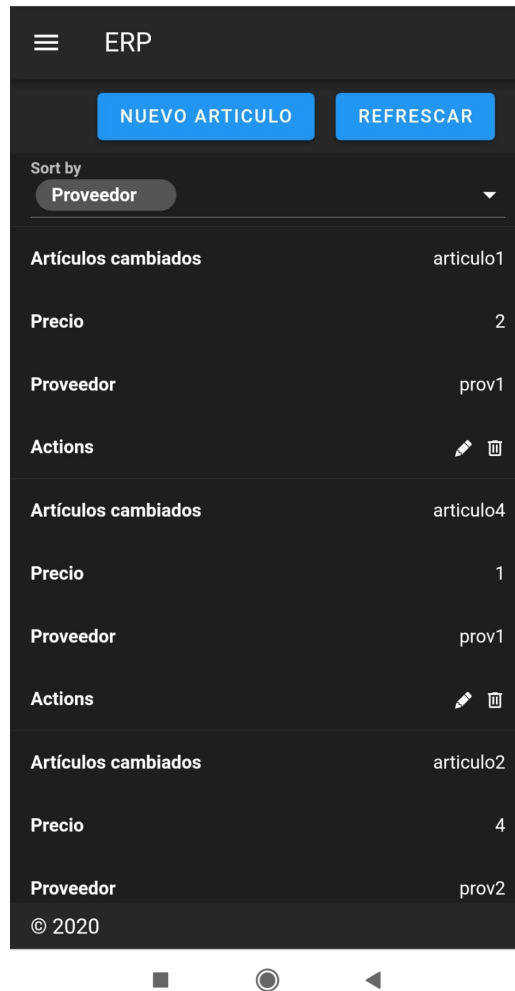 ERP
NUEVO ARTICULO REFRESCAR
Sort by
Proveedor
Artículos cambiados articulo1
Precio 2
Proveedor prov1
Actions
Artículos cambiados articulo4
Precio 1
Proveedor prov1
Actions
Artículos cambiados articulo2
Precio 4
Proveedor prov2
© 2020